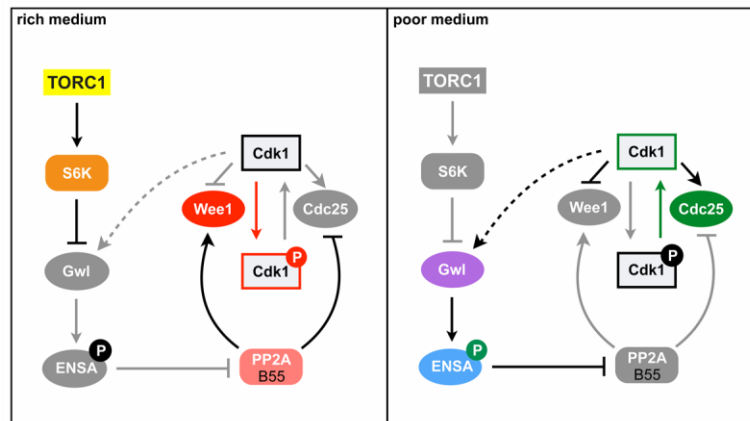 rich medium
TORC1
S6K
Gwl
ENSA
P
Cdk1
Wee1
Cdc25
Cdk1
P
PP2A
B55
poor medium
TORC1
S6K
Gwl
ENSA
P
Cdk1
Wee1
Cdc25
Cdk1
P
PP2A
B55